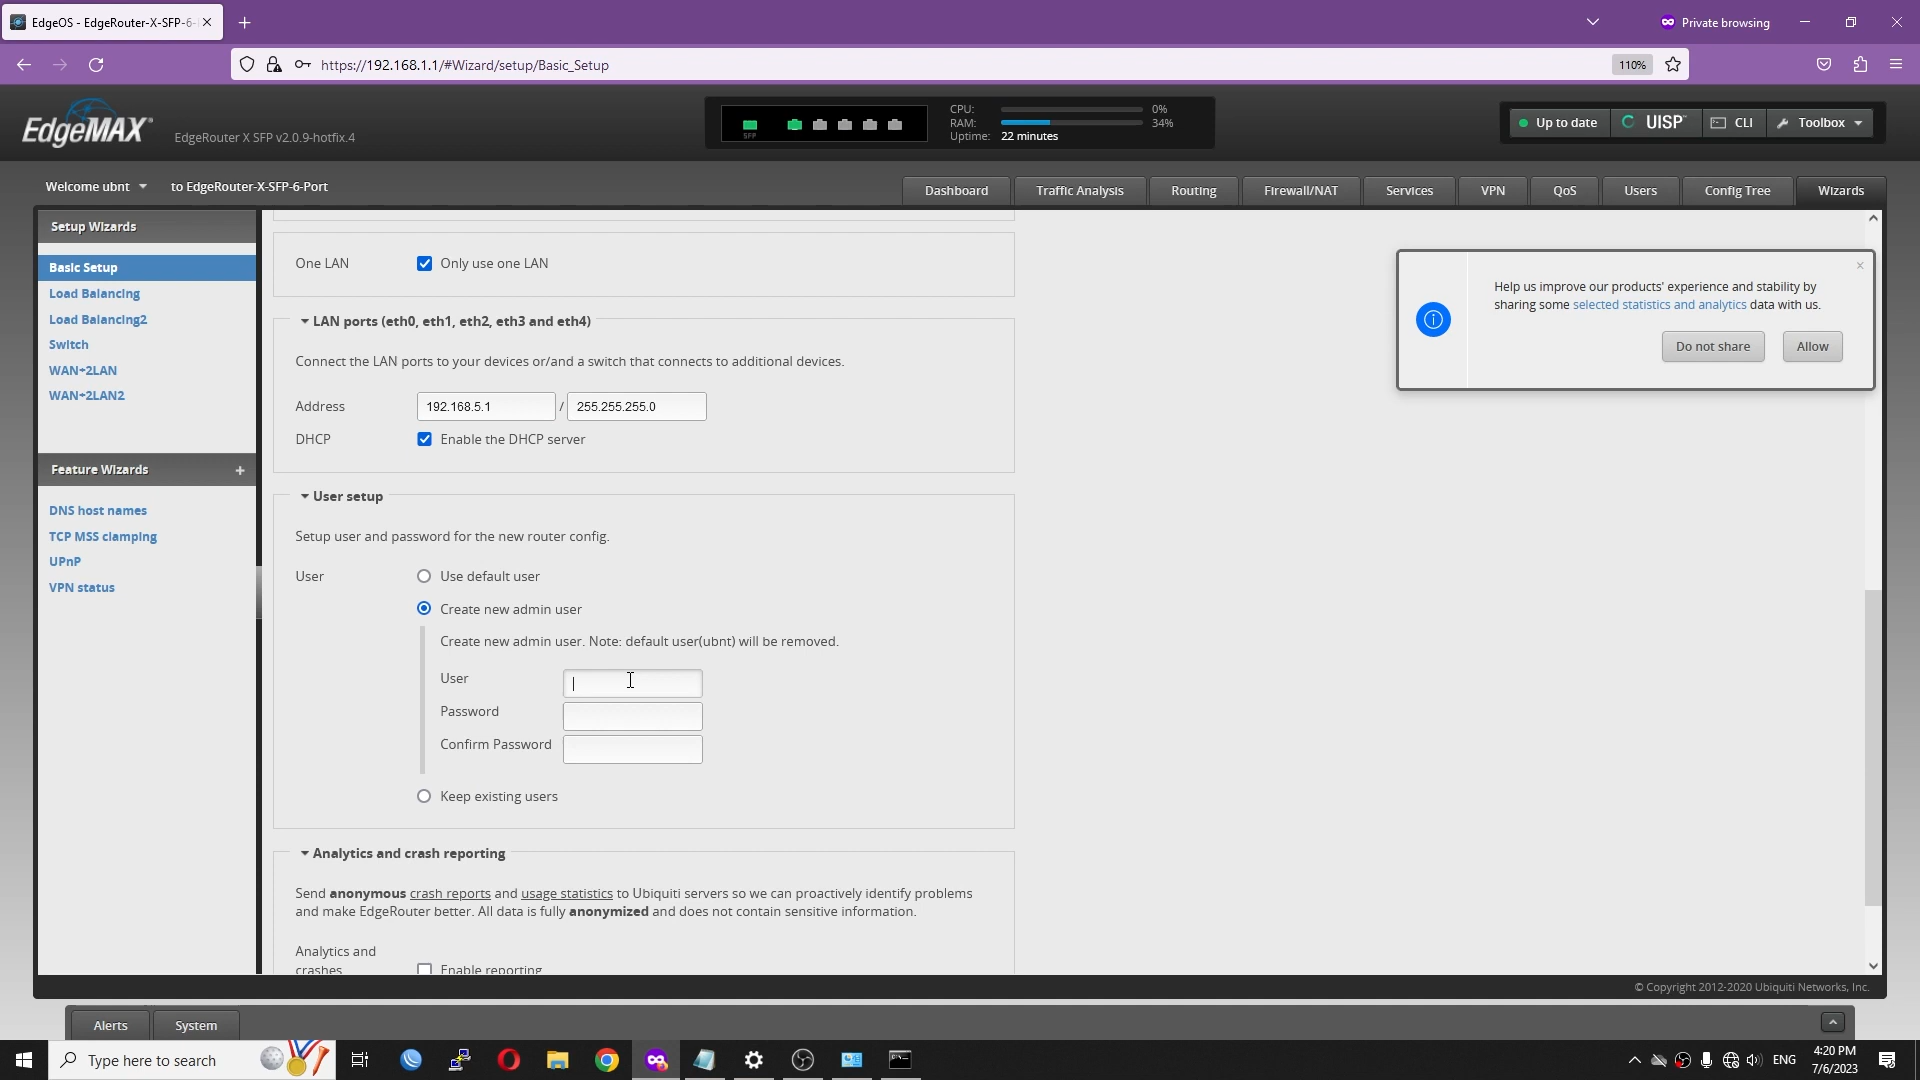 EdgeOS - EdgeRouter-X-SFP-6-
Private browsing
https://192.168.1.1/#Wizard/setup/Basic_Setup
110%
EdgeMAX
EdgeRouter X SFP v2.0.9-hotfix.4
SFP
CPU: 0%
RAM: 34%
Uptime: 22 minutes
Up to date
UISP
CLI
Toolbox
Welcome ubnt
to EdgeRouter-X-SFP-6-Port
Dashboard
Traffic Analysis
Routing
Firewall/NAT
Services
VPN
QoS
Users
Config Tree
Wizards
Setup Wizards
Basic Setup
Load Balancing
Load Balancing2
Switch
WAN+2LAN
WAN+2LAN2
Feature Wizards +
DNS host names
TCP MSS clamping
UPnP
VPN status
One LAN Only use one LAN
LAN ports (eth0, eth1, eth2, eth3 and eth4)
Connect the LAN ports to your devices or/and a switch that connects to additional devices.
Address 192.168.5.1 / 255.255.255.0
DHCP Enable the DHCP server
User setup
Setup user and password for the new router config.
User Use default user
Create new admin user
Create new admin user. Note: default user(ubnt) will be removed.
User
Password
Confirm Password
Keep existing users
Analytics and crash reporting
Send anonymous crash reports and usage statistics to Ubiquiti servers so we can proactively identify problems
and make EdgeRouter better. All data is fully anonymized and does not contain sensitive information.
Analytics and
crashes Enable reporting
Help us improve our products' experience and stability by
sharing some selected statistics and analytics data with us.
Do not share
Allow
© Copyright 2012-2020 Ubiquiti Networks, Inc.
Alerts
System
Type here to search
ENG
4:20 PM
7/6/2023